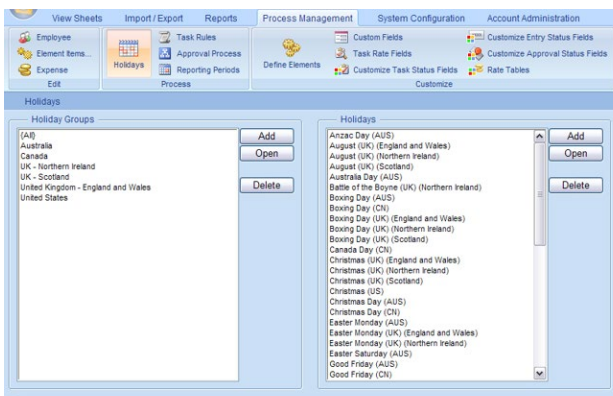 View Sheets Import / Export Reports Process Management System Configuration Account Administration
Employee
Element Items...
Expense
Edit
Holidays
Task Rules
Approval Process
Reporting Periods
Process
Define Elements
Custom Fields
Task Rate Fields
Customize Task Status Fields
Customize Entry Status Fields
Customize Approval Status Fields
Rate Tables
Customize
Holidays
Holiday Groups
{All}
Australia
Canada
UK - Northern Ireland
UK - Scotland
United Kingdom - England and Wales
United States
Add
Open
Delete
Holidays
Anzac Day (AUS)
August (UK) (England and Wales)
August (UK) (Northern Ireland)
August (UK) (Scotland)
Australia Day (AUS)
Battle of the Boyne (UK) (Northern Ireland)
Boxing Day (AUS)
Boxing Day (CN)
Boxing Day (UK) (England and Wales)
Boxing Day (UK) (Northern Ireland)
Boxing Day (UK) (Scotland)
Canada Day (CN)
Christmas (UK) (England and Wales)
Christmas (UK) (Northern Ireland)
Christmas (UK) (Scotland)
Christmas (US)
Christmas Day (AUS)
Christmas Day (CN)
Easter Monday (AUS)
Easter Monday (UK) (England and Wales)
Easter Monday (UK) (Northern Ireland)
Easter Saturday (AUS)
Good Friday (AUS)
Good Friday (CN)
Add
Open
Delete